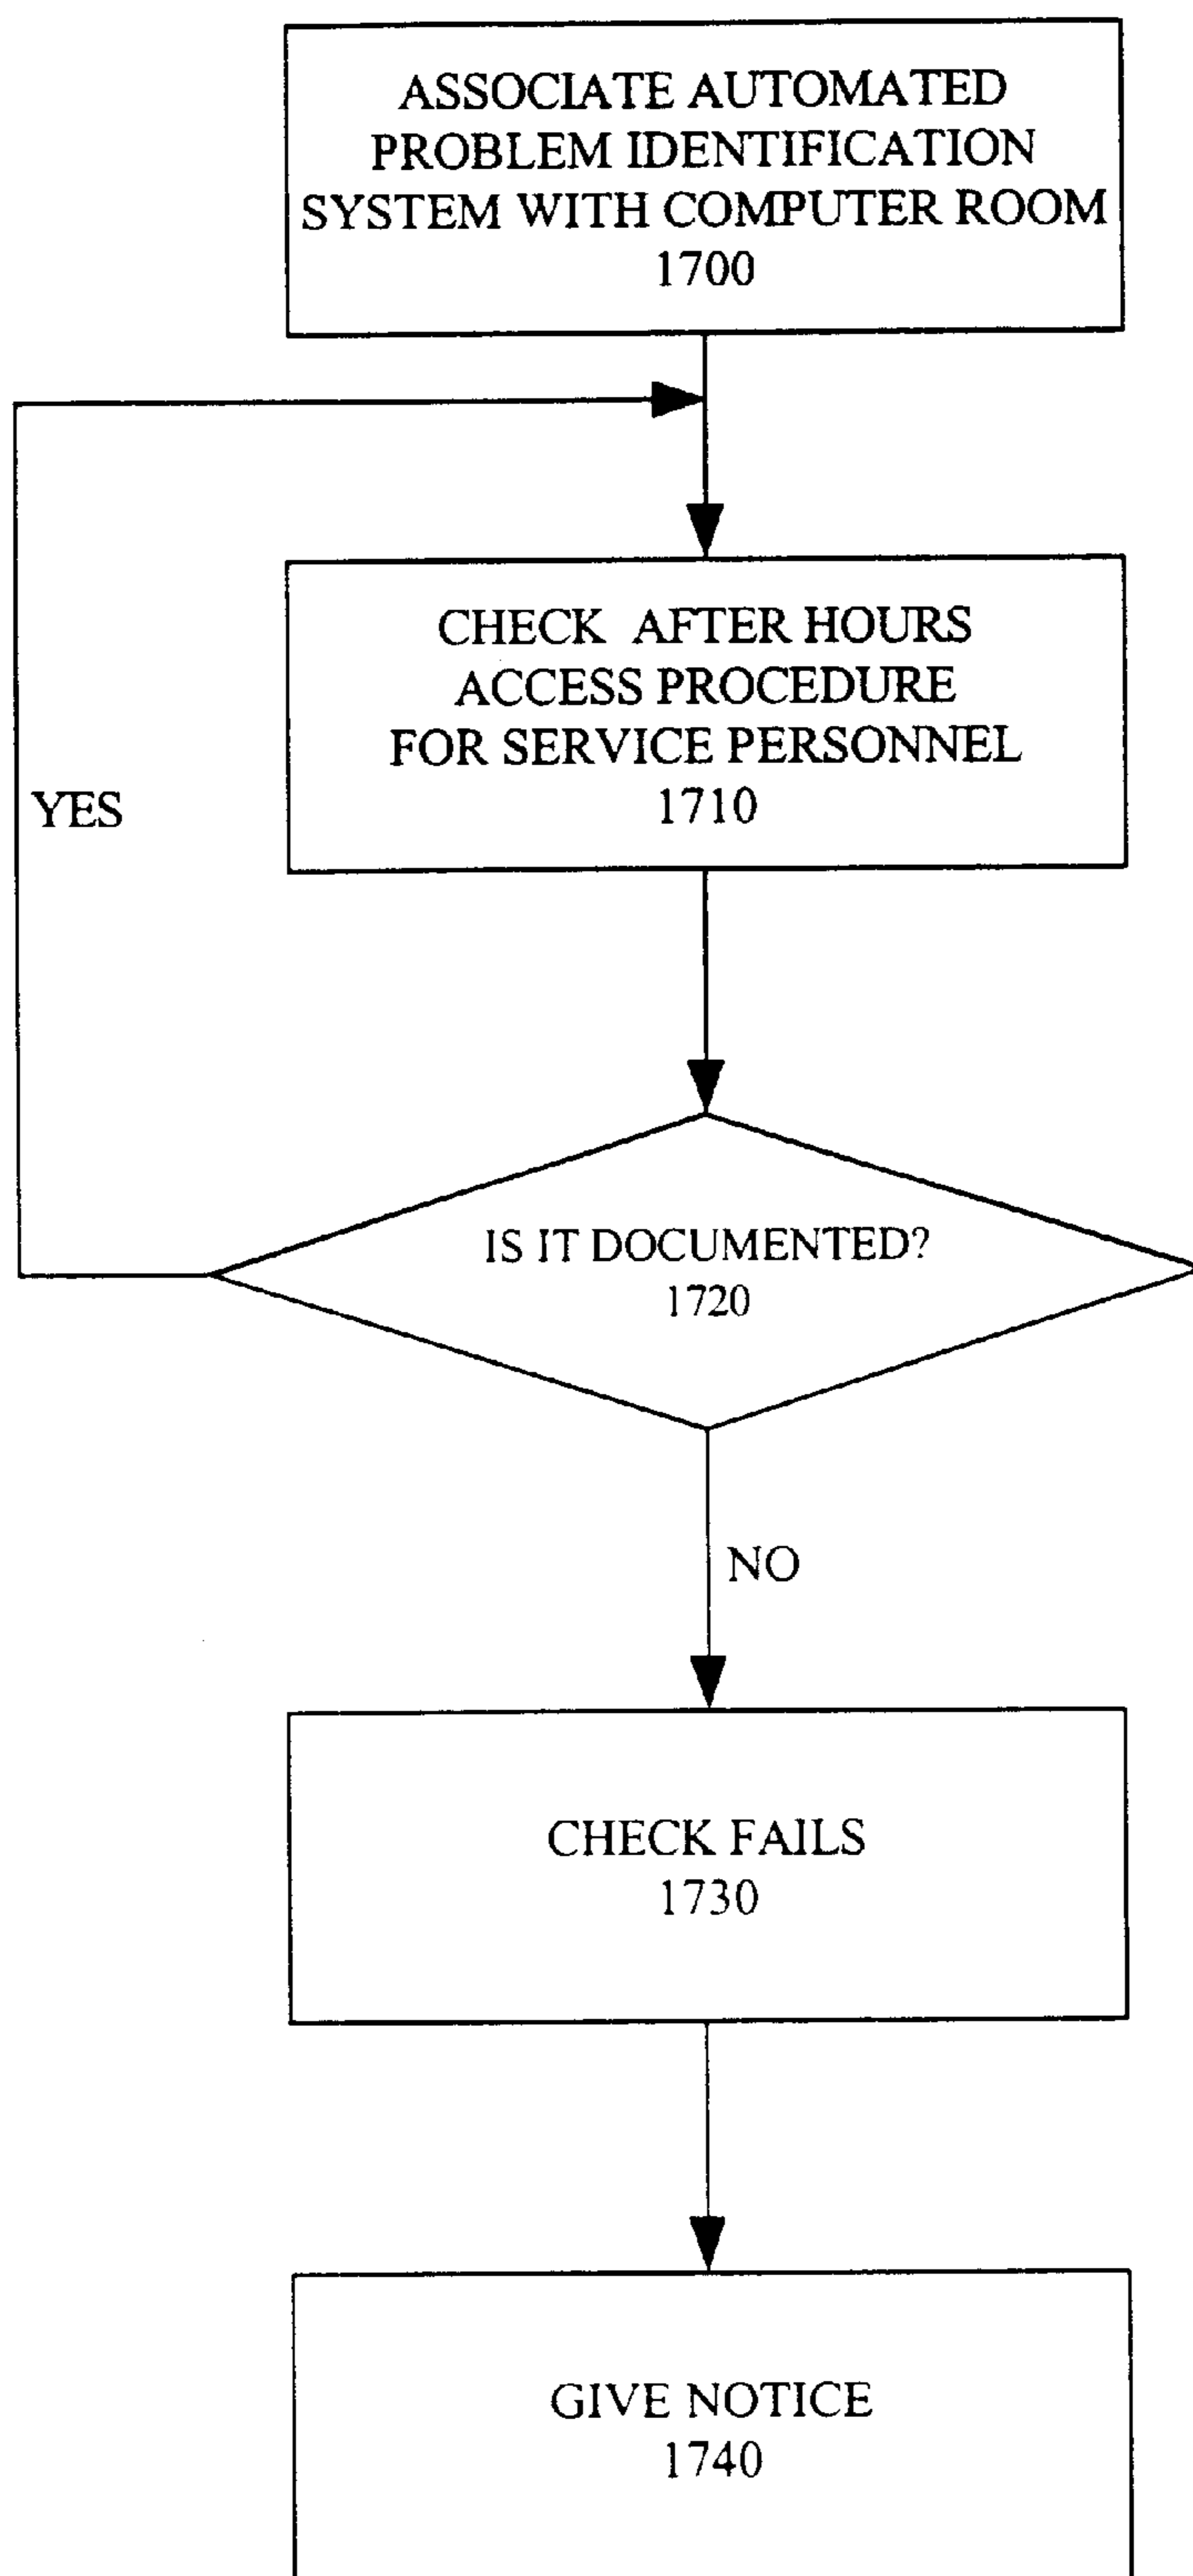 ASSOCIATE AUTOMATED
PROBLEM IDENTIFICATION
SYSTEM WITH COMPUTER ROOM
1700
CHECK AFTER HOURS
ACCESS PROCEDURE
FOR SERVICE PERSONNEL
1710
YES
IS IT DOCUMENTED?
1720
NO
CHECK FAILS
1730
GIVE NOTICE
1740